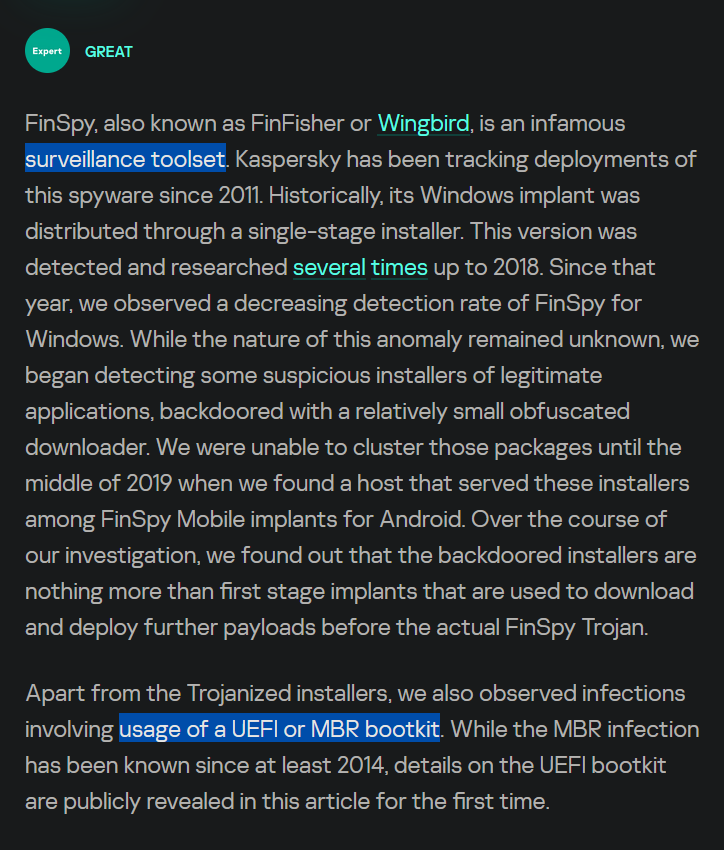 Expert
GREAT
FinSpy, also known as FinFisher or Wingbird, is an infamous
surveillance toolset. Kaspersky has been tracking deployments of
this spyware since 2011. Historically, its Windows implant was
distributed through a single-stage installer. This version was
detected and researched several times up to 2018. Since that
year, we observed a decreasing detection rate of FinSpy for
Windows. While the nature of this anomaly remained unknown, we
began detecting some suspicious installers of legitimate
applications, backdoored with a relatively small obfuscated
downloader. We were unable to cluster those packages until the
middle of 2019 when we found a host that served these installers
among FinSpy Mobile implants for Android. Over the course of
our investigation, we found out that the backdoored installers are
nothing more than first stage implants that are used to download
and deploy further payloads before the actual FinSpy Trojan.
Apart from the Trojanized installers, we also observed infections
involving usage of a UEFI or MBR bootkit. While the MBR infection
has been known since at least 2014, details on the UEFI bootkit
are publicly revealed in this article for the first time.